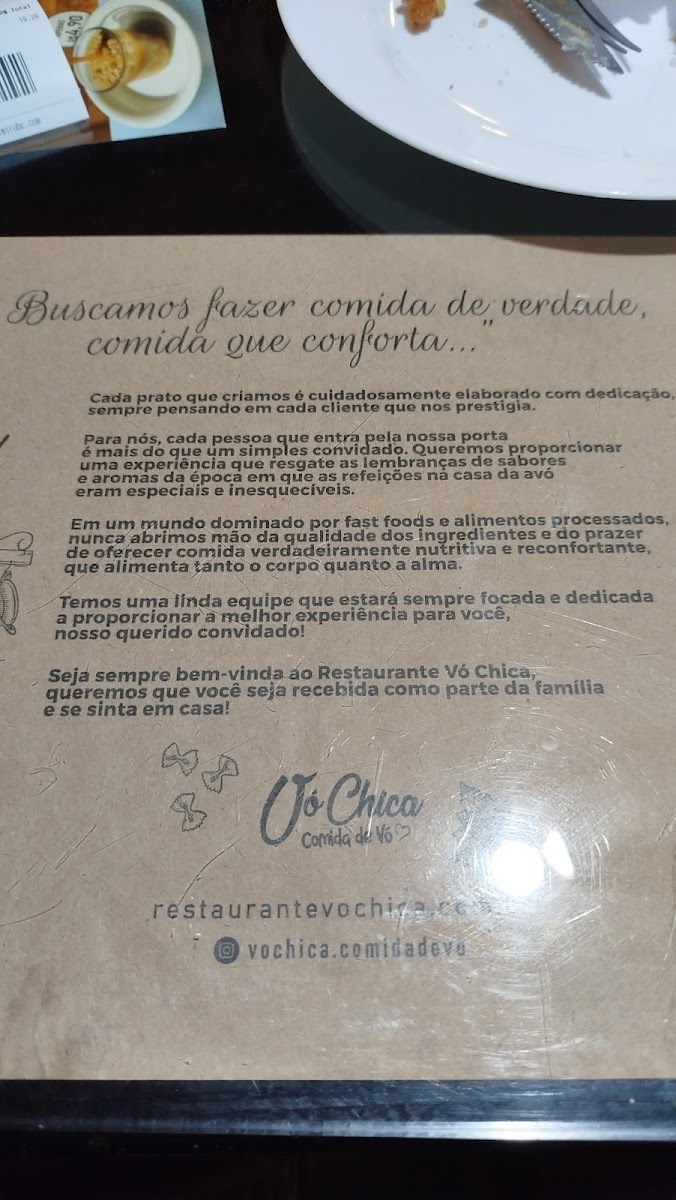 Total
19,20
4,90
Buscamos fazer comida de verdade,
comida que conforta..."
Cada prato que criamos é cuidadosamente elaborado com dedicação,
sempre pensando em cada cliente que nos prestigia.
Para nós, cada pessoa que entra pela nossa porta
é mais do que um simples convidado. Queremos proporcionar
uma experiência que resgate as lembranças de sabores
e aromas da época em que as refeições na casa da avó
eram especiais e inesquecíveis.
Em um mundo dominado por fast foods e alimentos processados,
nunca abrimos mão da qualidade dos ingredientes e do prazer
de oferecer comida verdadeiramente nutritiva e reconfortante,
que alimenta tanto o corpo quanto a alma.
Temos uma linda equipe que estará sempre focada e dedicada
a proporcionar a melhor experiência para você,
nosso querido convidado!
Seja sempre bem-vinda ao Restaurante Vó Chica,
queremos que você seja recebida como parte da família
e se sinta em casa!
Vó Chica
Comida de Vó
restaurantevochica.com
vochica.comidadevo